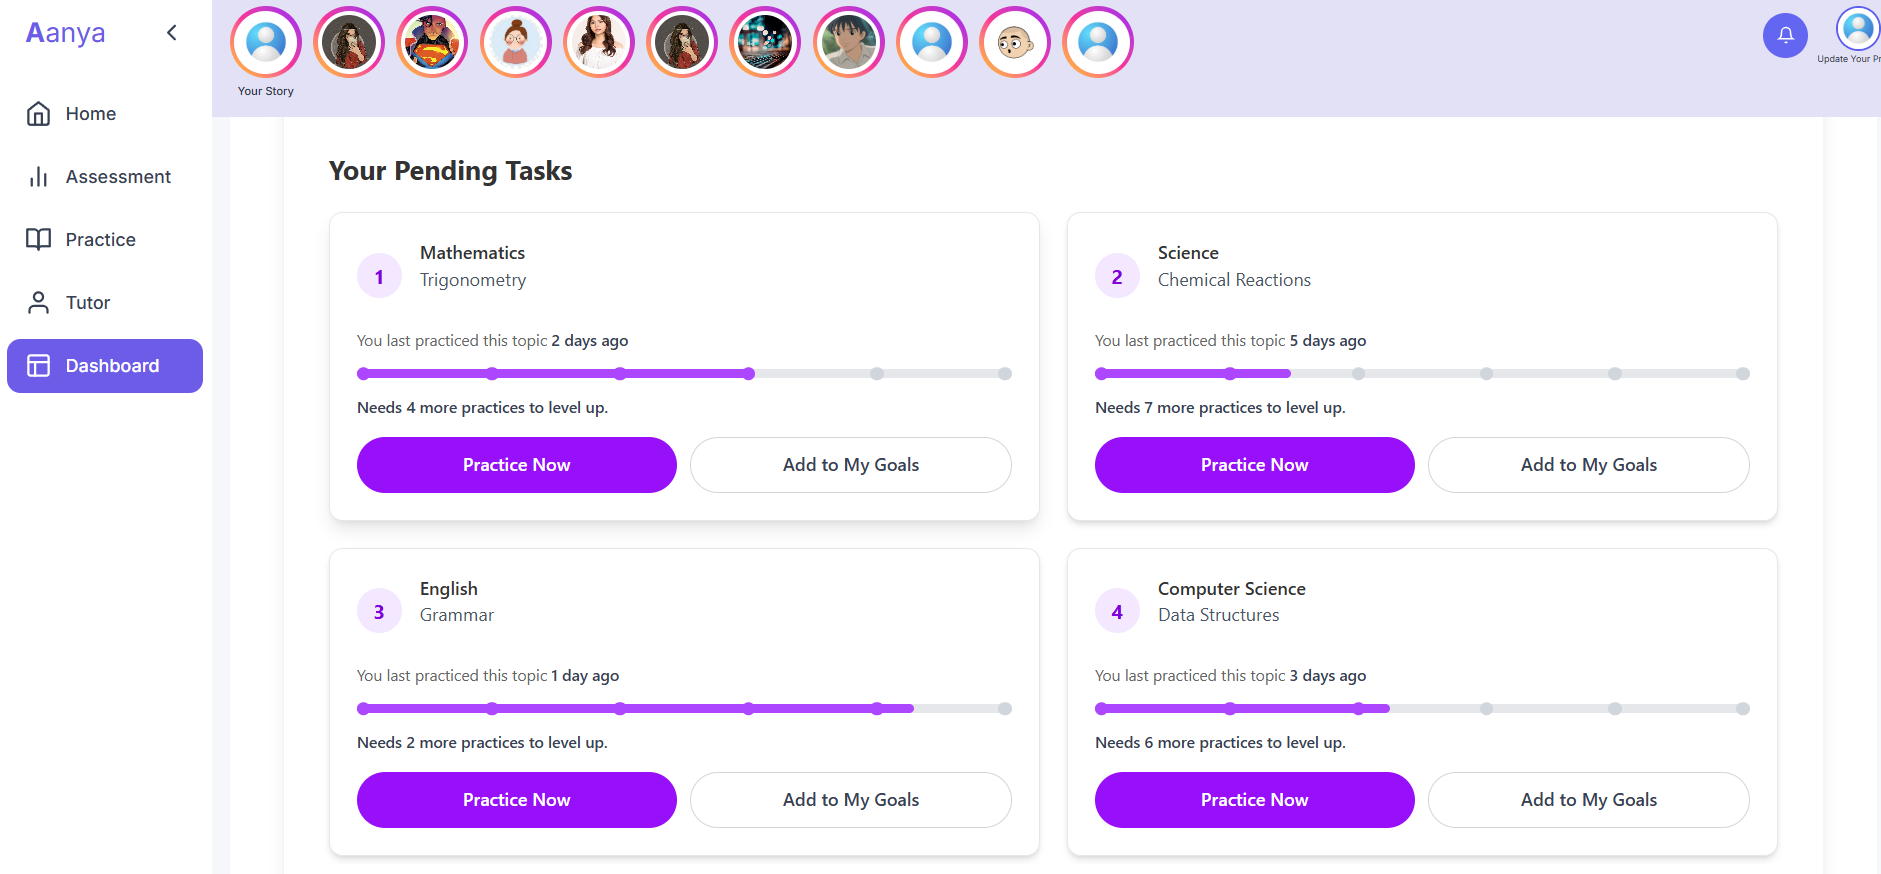 Aanya
Home
Assessment
Practice
Tutor
Dashboard
Your Story
Update Your Pr
Your Pending Tasks
1
Mathematics
Trigonometry
You last practiced this topic 2 days ago
Needs 4 more practices to level up.
Practice Now
Add to My Goals
2
Science
Chemical Reactions
You last practiced this topic 5 days ago
Needs 7 more practices to level up.
Practice Now
Add to My Goals
3
English
Grammar
You last practiced this topic 1 day ago
Needs 2 more practices to level up.
Practice Now
Add to My Goals
4
Computer Science
Data Structures
You last practiced this topic 3 days ago
Needs 6 more practices to level up.
Practice Now
Add to My Goals